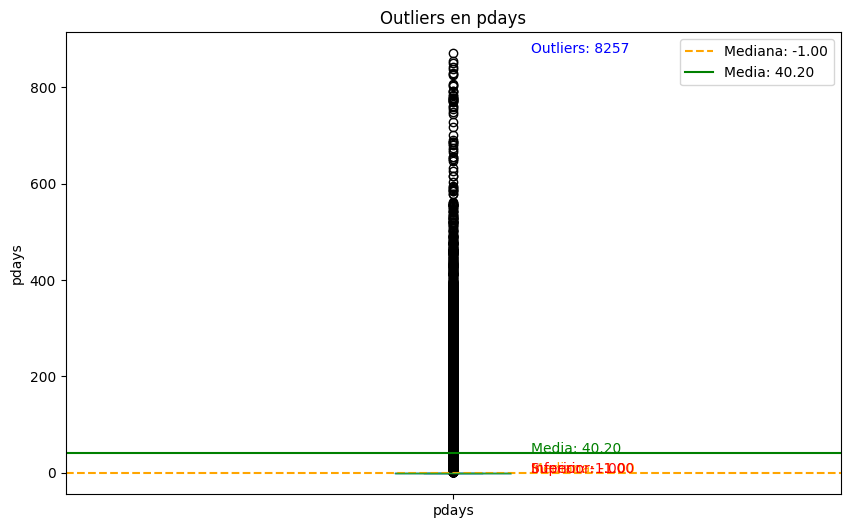 Outliers en pdays
Outliers: 8257
Mediana: -1.00
Media: 40.20
800
600
400
200
0
pdays
Media: 40.20
pdays